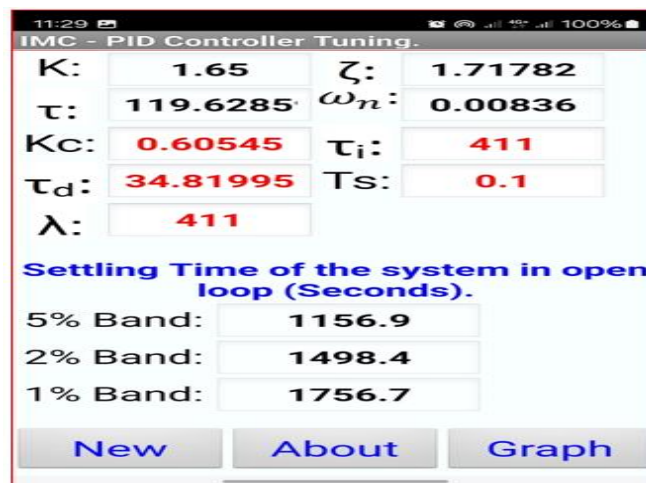 11:29 100%
IMC - PID Controller Tuning.
K: 1.65 ζ: 1.71782
τ: 119.6285 ωn: 0.00836
Kc: 0.60545 τi: 411
τd: 34.81995 Ts: 0.1
λ: 411
Settling Time of the system in open
loop (Seconds).
5% Band: 1156.9
2% Band: 1498.4
1% Band: 1756.7
New About Graph